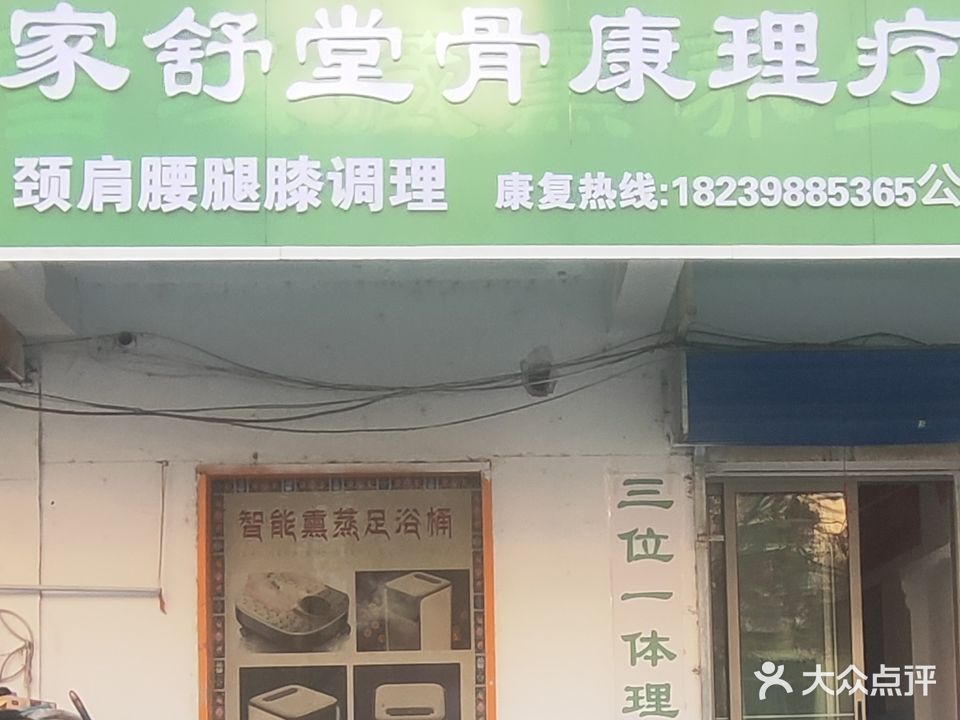 家舒堂骨康理疗
颈肩腰腿膝调理
康复热线:18239885365公
智能熏蒸足浴桶
三位一体理
大众点评